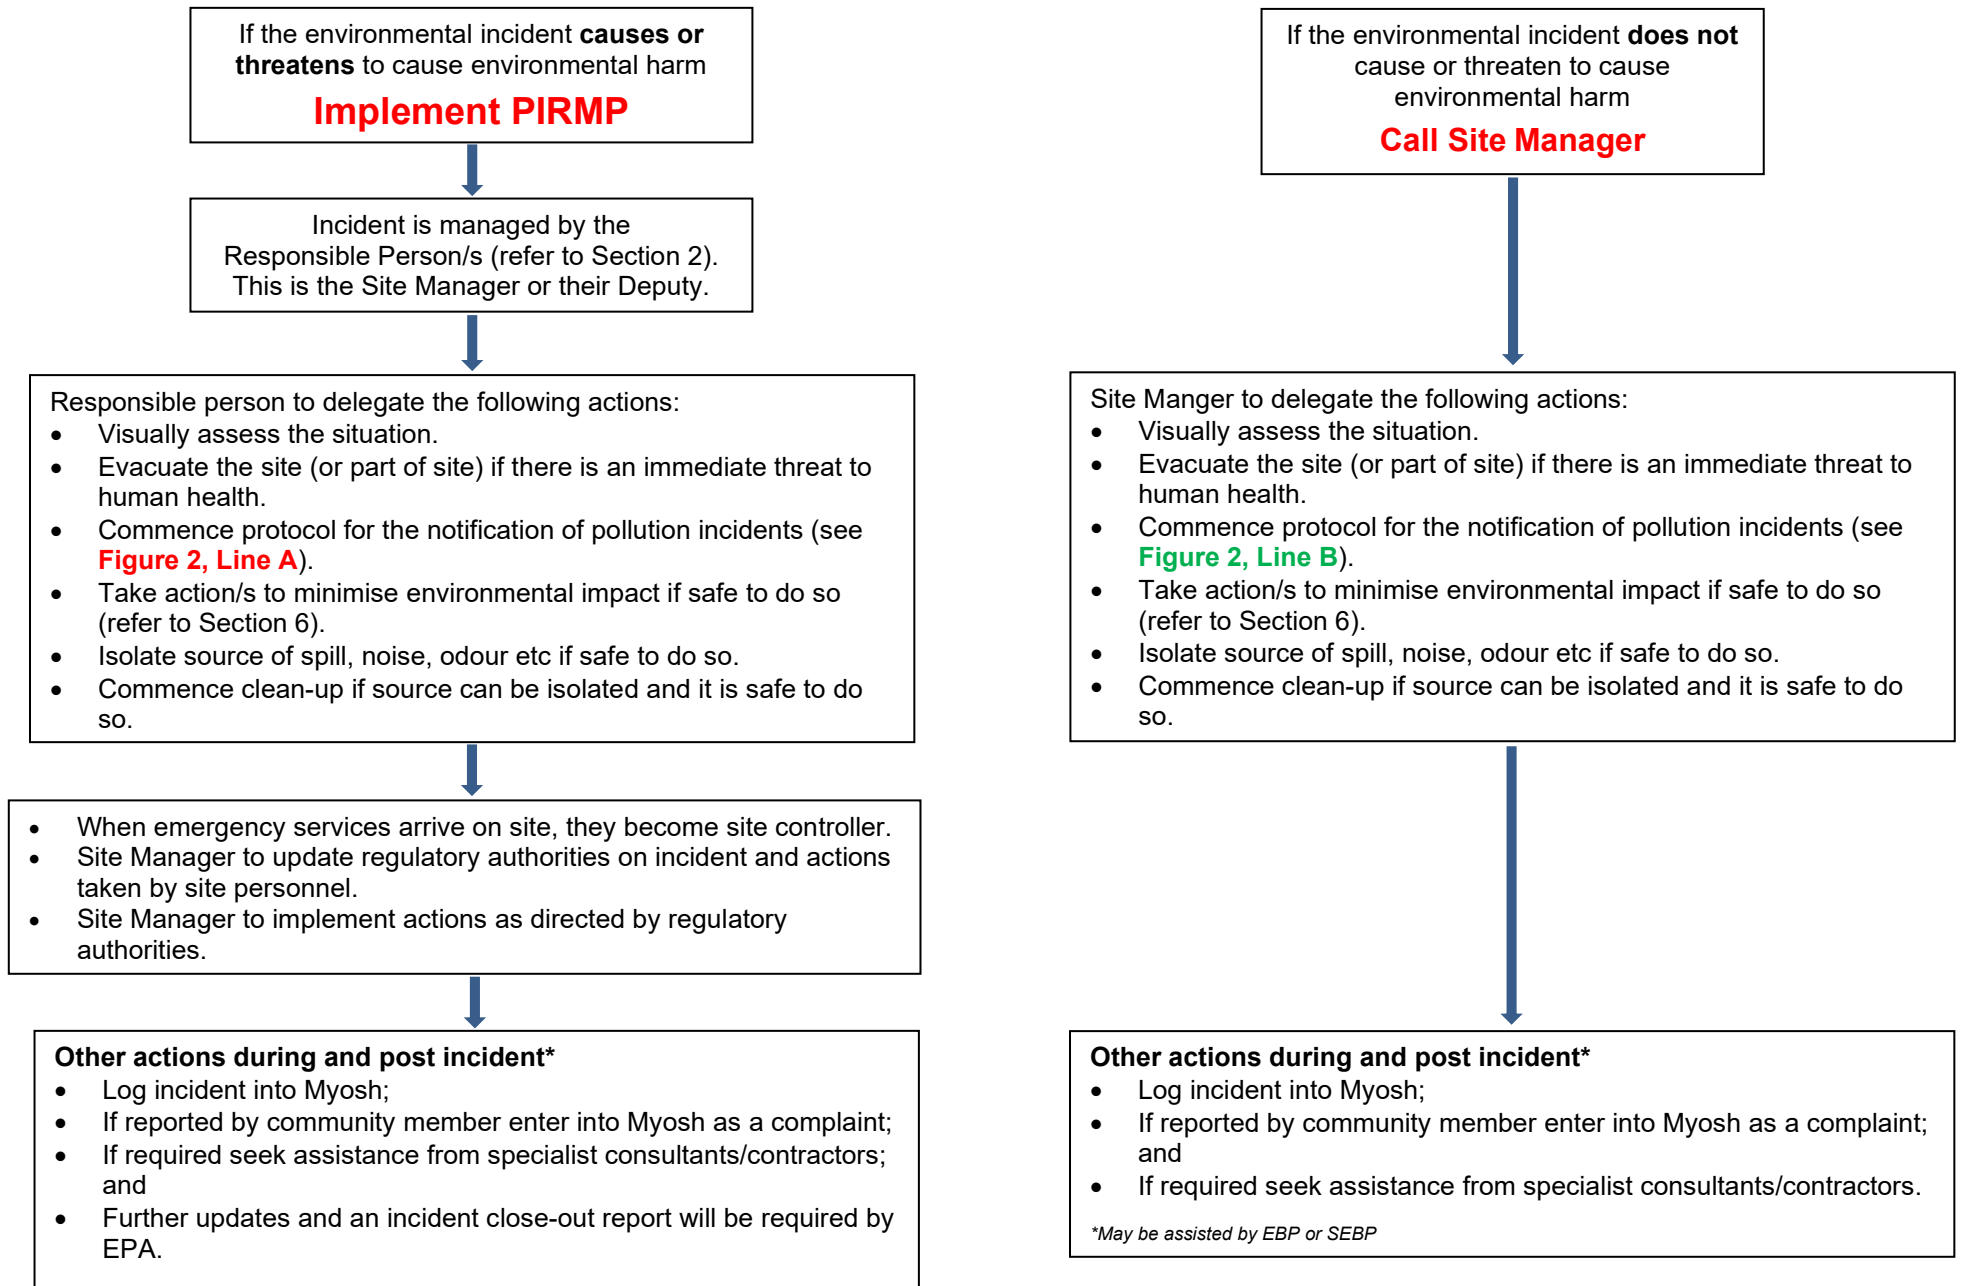 If the environmental incident causes or
threatens to cause environmental harm
Implement PIRMP
Incident is managed by the
Responsible Person/s (refer to Section 2).
This is the Site Manager or their Deputy.
Responsible person to delegate the following actions:
• Visually assess the situation.
• Evacuate the site (or part of site) if there is an immediate threat to
human health.
• Commence protocol for the notification of pollution incidents (see
Figure 2, Line A).
• Take action/s to minimise environmental impact if safe to do so
(refer to Section 6).
• Isolate source of spill, noise, odour etc if safe to do so.
• Commence clean-up if source can be isolated and it is safe to do
so.
• When emergency services arrive on site, they become site controller.
• Site Manager to update regulatory authorities on incident and actions
taken by site personnel.
• Site Manager to implement actions as directed by regulatory
authorities.
Other actions during and post incident*
• Log incident into Myosh;
• If reported by community member enter into Myosh as a complaint;
• If required seek assistance from specialist consultants/contractors;
and
• Further updates and an incident close-out report will be required by
EPA.
If the environmental incident does not
cause or threaten to cause
environmental harm
Call Site Manager
Site Manger to delegate the following actions:
• Visually assess the situation.
• Evacuate the site (or part of site) if there is an immediate threat to
human health.
• Commence protocol for the notification of pollution incidents (see
Figure 2, Line B).
• Take action/s to minimise environmental impact if safe to do so
(refer to Section 6).
• Isolate source of spill, noise, odour etc if safe to do so.
• Commence clean-up if source can be isolated and it is safe to do
so.
Other actions during and post incident*
• Log incident into Myosh;
• If reported by community member enter into Myosh as a complaint;
and
• If required seek assistance from specialist consultants/contractors.
*May be assisted by EBP or SEBP